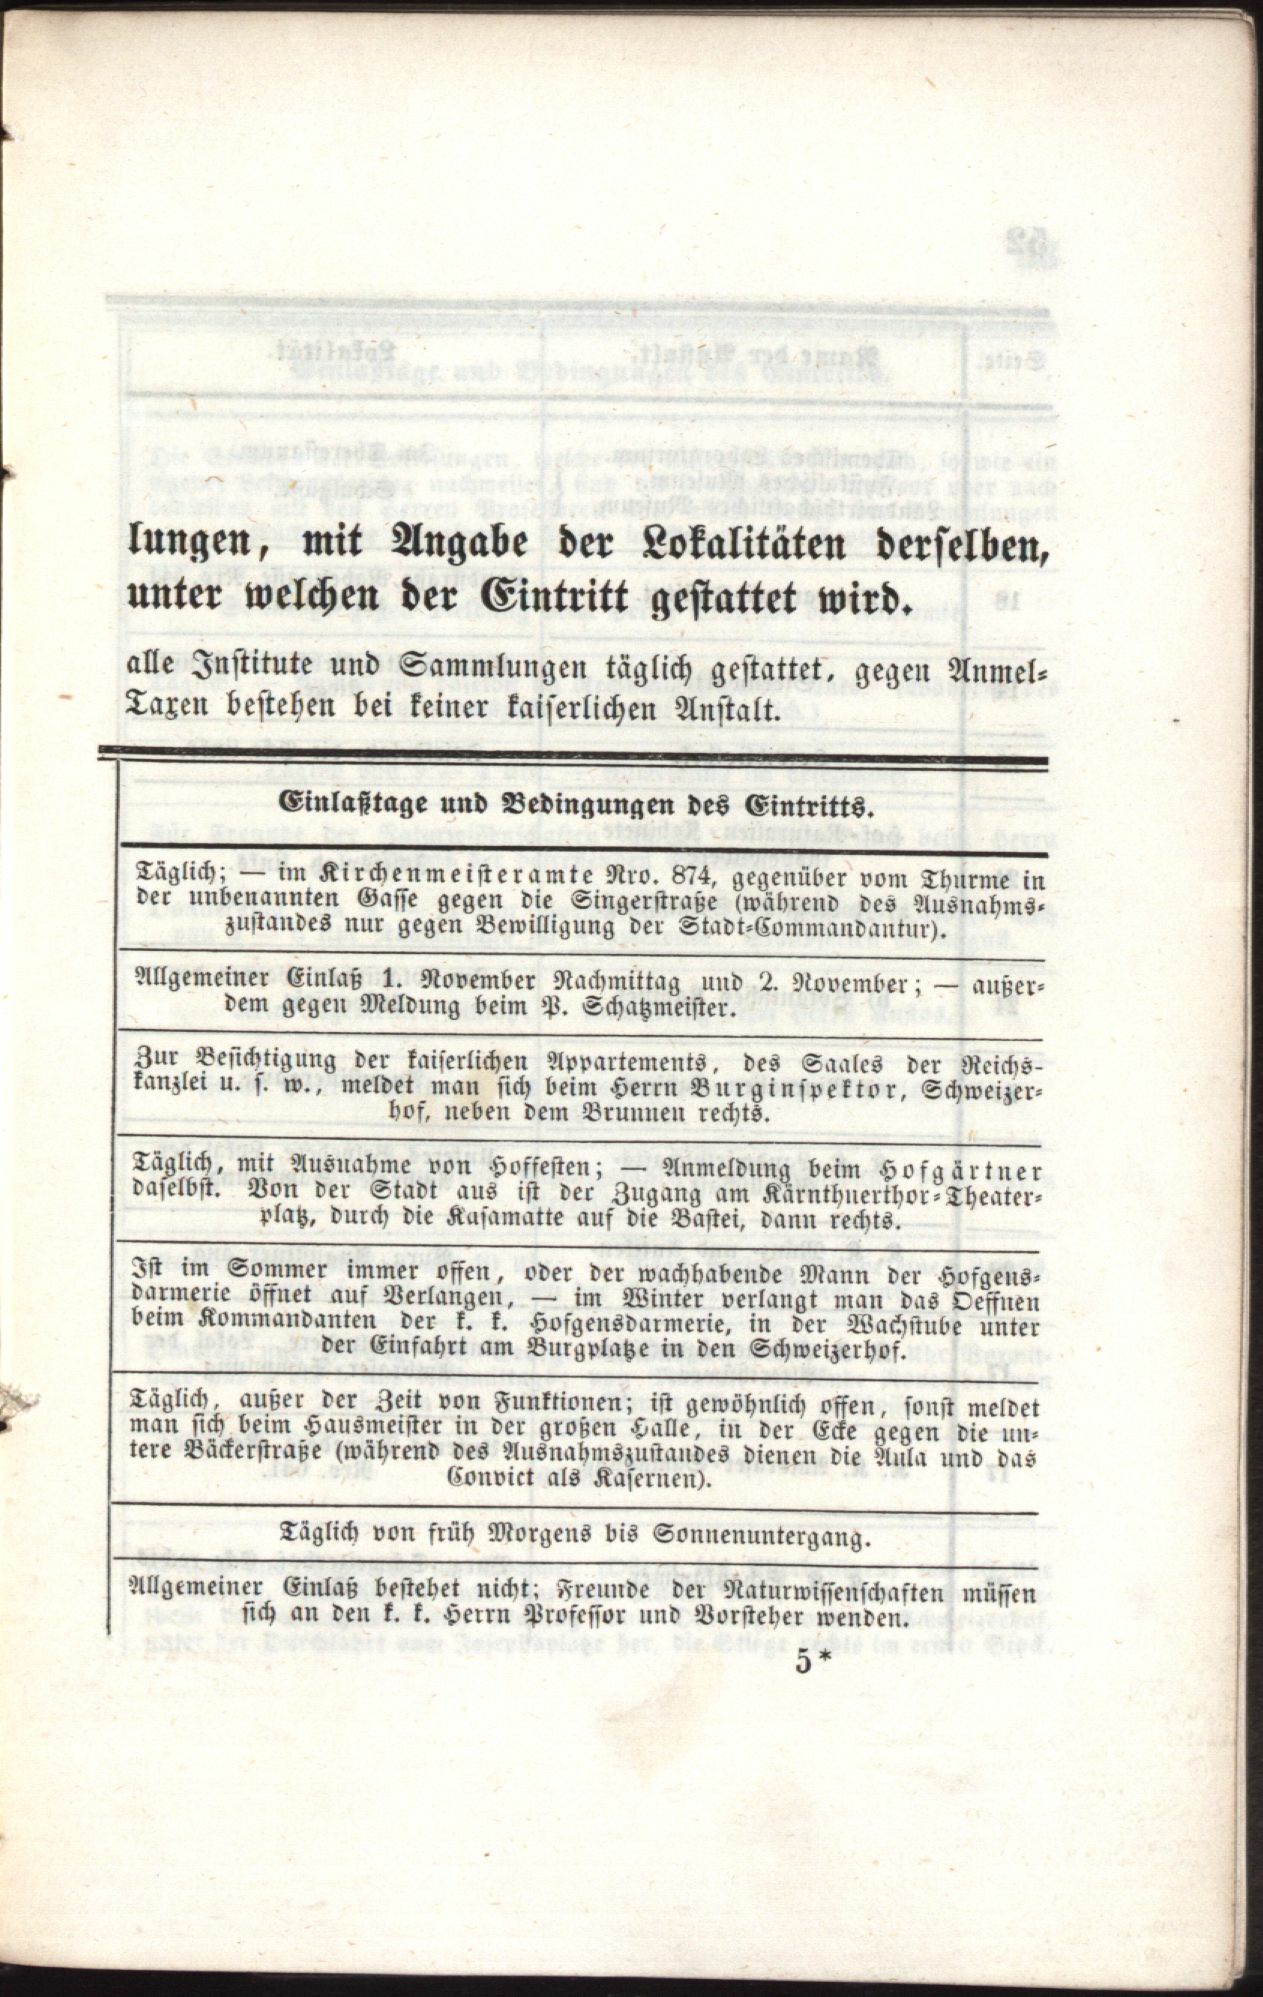 lungen, mit Angabe der Lokalitäten derselben,
unter welchen der Eintritt gestattet wird.
alle Institute und Sammlungen täglich gestattet, gegen Anmel-
Taxen bestehen bei keiner kaiserlichen Anstalt.
Einlaßtage und Bedingungen des Eintritts.
Täglich; — im Kirchenmeisteramte Nro. 874, gegenüber vom Thurme in
der unbenannten Gasse gegen die Singerstraße (während des Ausnahms-
zustandes nur gegen Bewilligung der Stadt-Commandantur).
Allgemeiner Einlaß 1. November Nachmittag und 2. November; — außer-
dem gegen Meldung beim P. Schatzmeister.
Zur Besichtigung der kaiserlichen Appartements, des Saales der Reichs-
kanzlei u. s. w., meldet man sich beim Herrn Burginspektor, Schweizer-
hof, neben dem Brunnen rechts.
Täglich, mit Ausnahme von Hoffesten; — Anmeldung beim Hofgärtner
daselbst. Von der Stadt aus ist der Zugang am Kärnthnerthor-Theater-
platz, durch die Kasamatte auf die Bastei, dann rechts.
Ist im Sommer immer offen, oder der wachhabende Mann der Hofgens-
darmerie öffnet auf Verlangen, — im Winter verlangt man das Oeffnen
beim Kommandanten der k. k. Hofgensdarmerie, in der Wachstube unter
der Einfahrt am Burgplatze in den Schweizerhof.
Täglich, außer der Zeit von Funktionen; ist gewöhnlich offen, sonst meldet
man sich beim Hausmeister in der großen Halle, in der Ecke gegen die un-
tere Bäckerstraße (während des Ausnahmszustandes dienen die Aula und das
Convict als Kasernen).
Täglich von früh Morgens bis Sonnenuntergang.
Allgemeiner Einlaß bestehet nicht; Freunde der Naturwissenschaften müssen
sich an den k. k. Herrn Professor und Vorsteher wenden.
5*